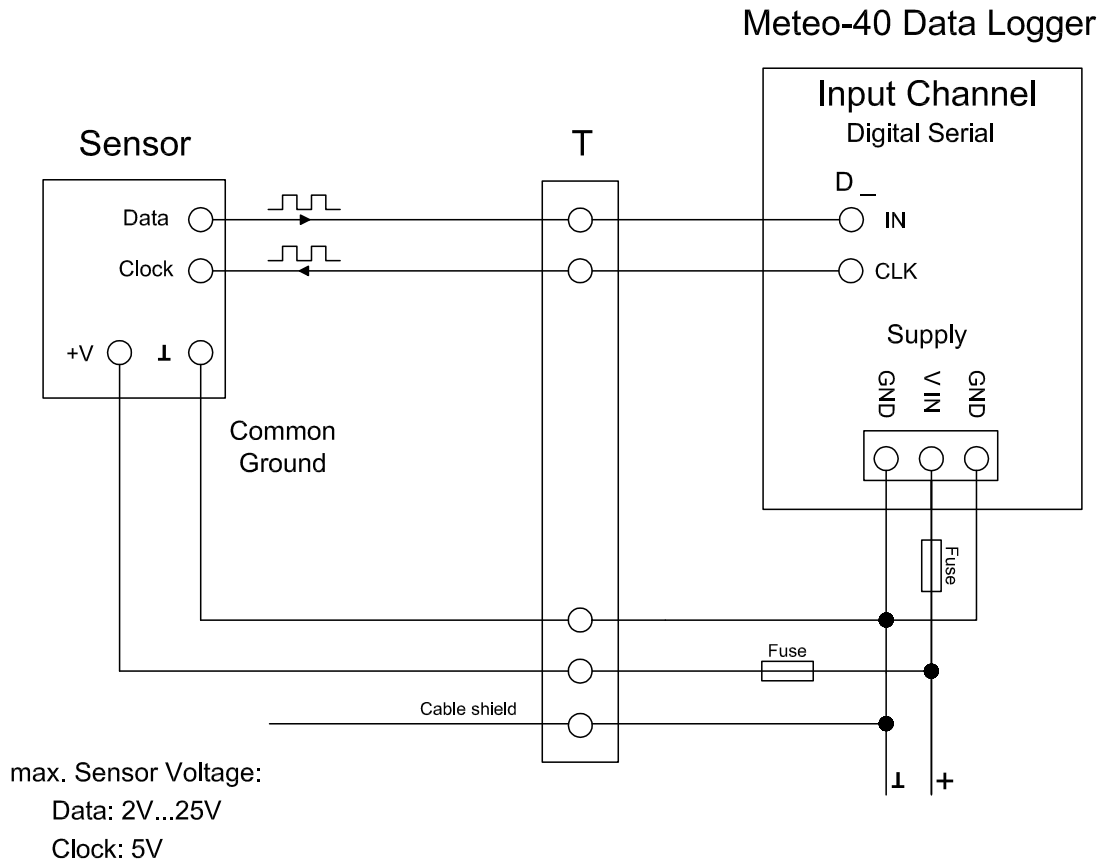 Meteo-40 Data Logger
Input Channel
Digital Serial
Sensor
T
D _
Data
IN
Clock
CLK
+V
⊥
Supply
GND
V IN
GND
Common
Ground
Fuse
Fuse
Cable shield
max. Sensor Voltage:
Data: 2V...25V
Clock: 5V
⊥
+